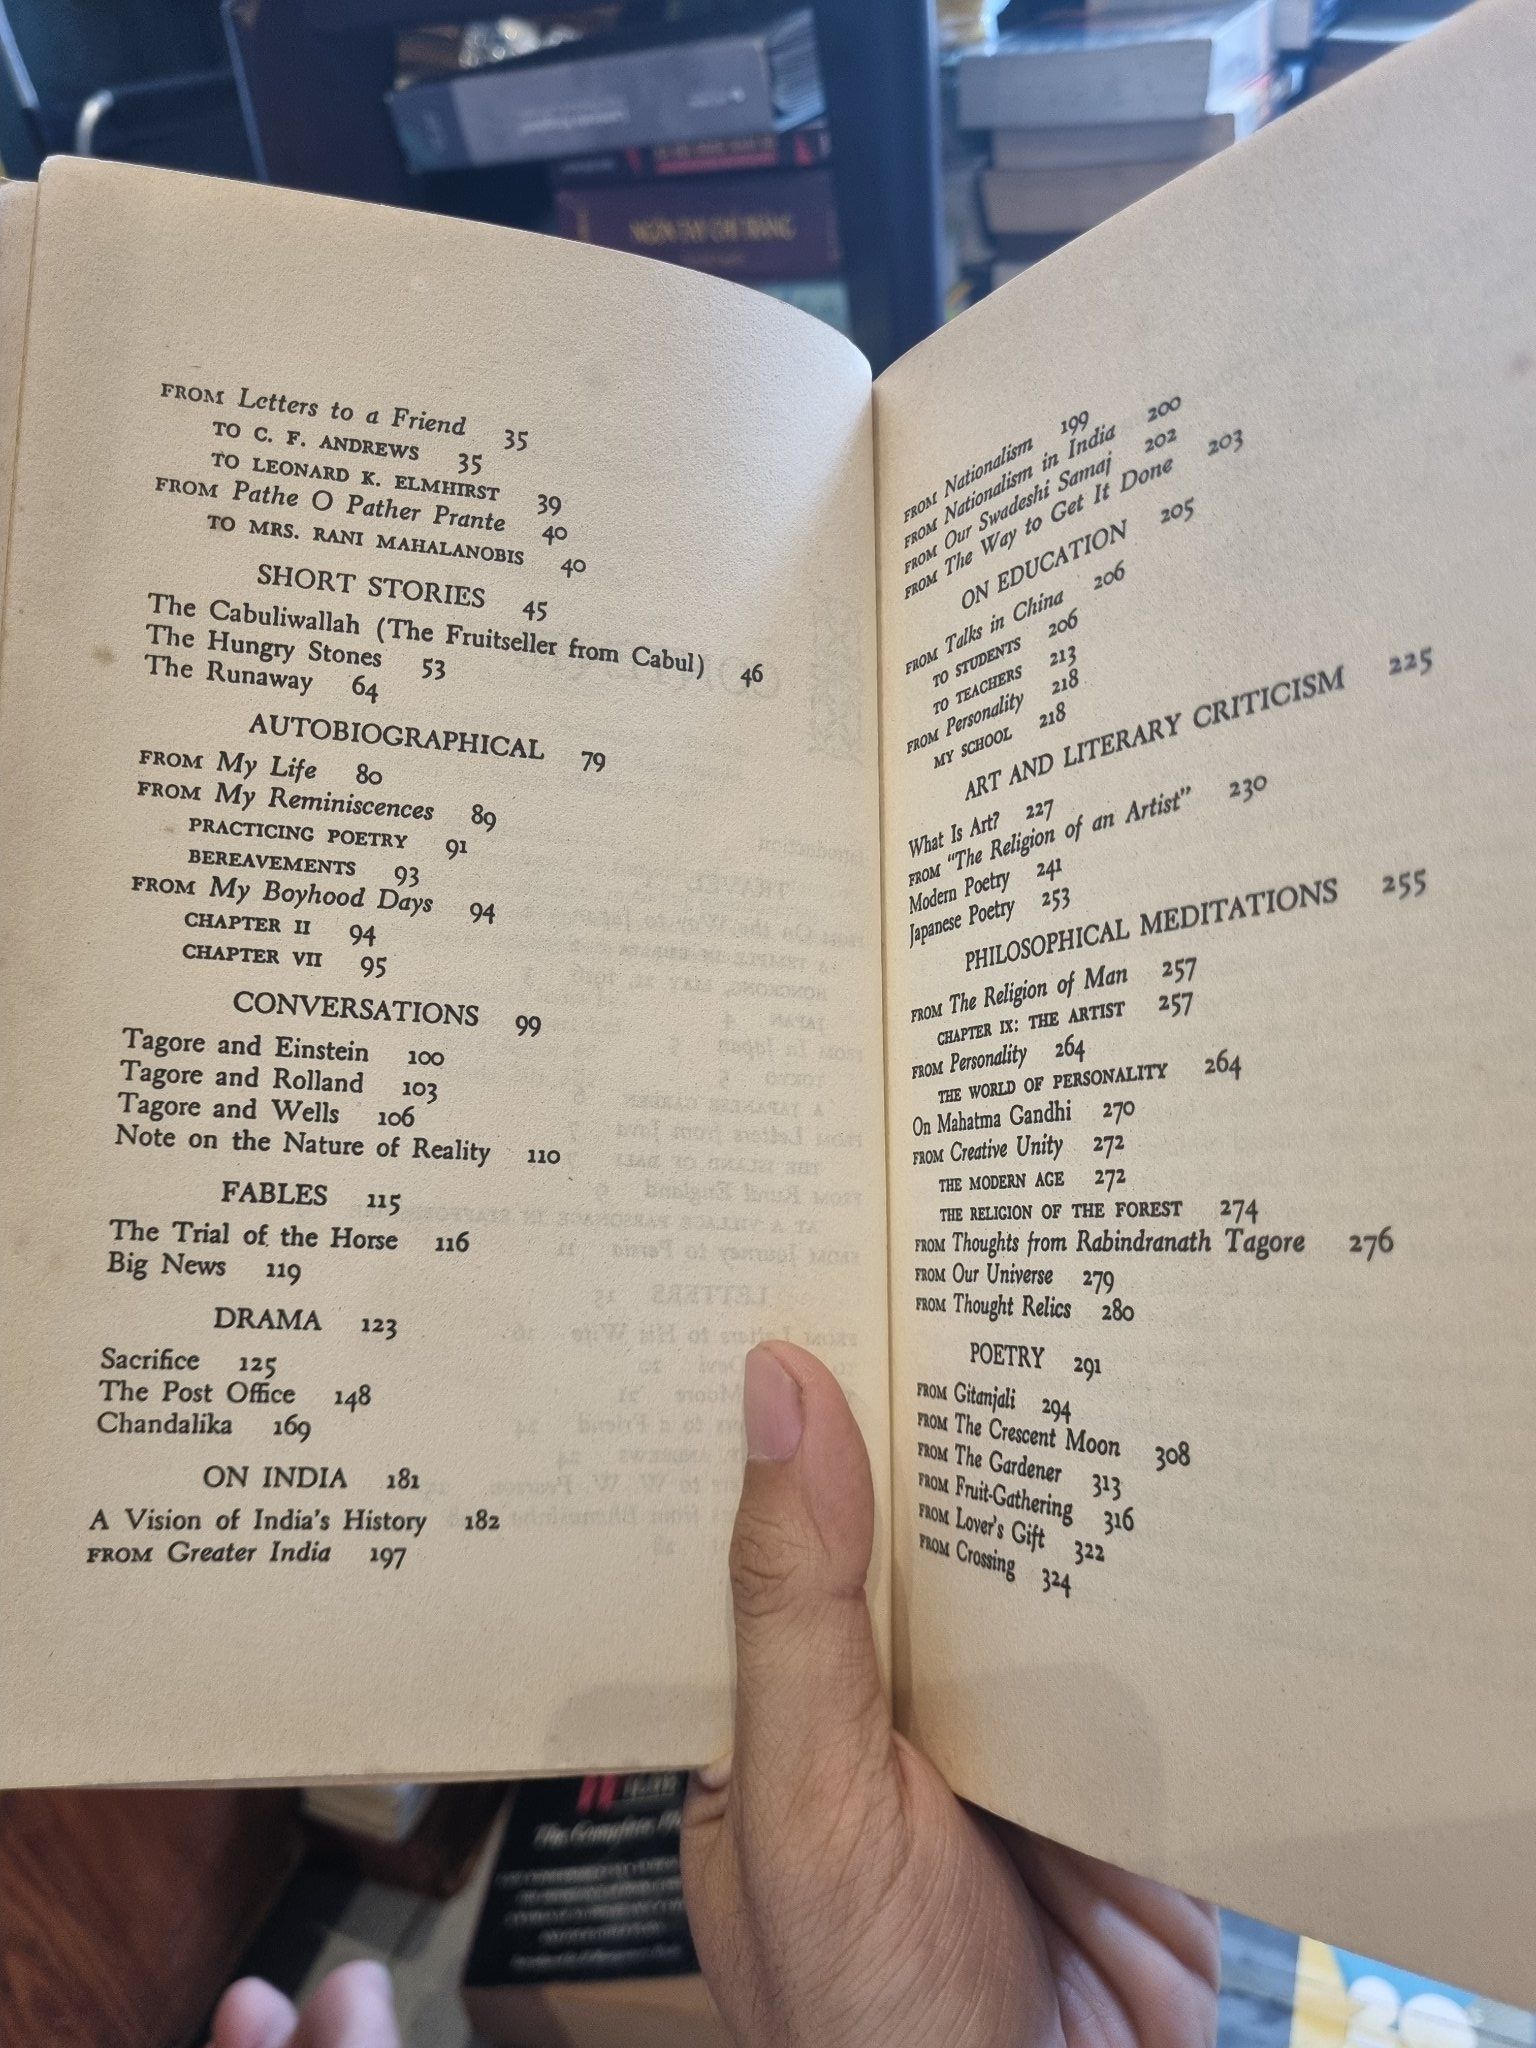 FROM Letters to a Friend 35
TO C. F. ANDREWS 35
TO LEONARD K. ELMHIRST 39
FROM Pathe O Pather Prante 40
TO MRS. RANI MAHALANOBIS 40
SHORT STORIES 45
The Cabuliwallah (The Fruitseller from Cabul) 46
The Hungry Stones 53
The Runaway 64
AUTOBIOGRAPHICAL 79
FROM My Life 80
FROM My Reminiscences 89
PRACTICING POETRY 91
BEREAVEMENTS 93
FROM My Boyhood Days 94
CHAPTER II 94
CHAPTER VII 95
CONVERSATIONS 99
Tagore and Einstein 100
Tagore and Rolland 103
Tagore and Wells 106
Note on the Nature of Reality 110
FABLES 115
The Trial of the Horse 116
Big News 119
DRAMA 123
Sacrifice 125
The Post Office 148
Chandalika 169
ON INDIA 181
A Vision of India's History 182
FROM Greater India 197
FROM Nationalism 199
FROM Nationalism in India 200
FROM Our Swadeshi Samaj 202
FROM The Way to Get It Done 203
ON EDUCATION 205
FROM Talks in China 206
TO STUDENTS 206
TO TEACHERS 213
FROM Personality 218
MY SCHOOL 218
ART AND LITERARY CRITICISM 225
What Is Art? 227
FROM "The Religion of an Artist" 230
Modern Poetry 241
Japanese Poetry 253
PHILOSOPHICAL MEDITATIONS 255
FROM The Religion of Man 257
CHAPTER IX: THE ARTIST 257
FROM Personality 264
THE WORLD OF PERSONALITY 264
On Mahatma Gandhi 270
FROM Creative Unity 272
THE MODERN AGE 272
THE RELIGION OF THE FOREST 274
FROM Thoughts from Rabindranath Tagore 276
FROM Our Universe 279
FROM Thought Relics 280
POETRY 291
FROM Gitanjali 294
FROM The Crescent Moon 308
FROM The Gardener 313
FROM Fruit-Gathering 316
FROM Lover's Gift 322
FROM Crossing 324